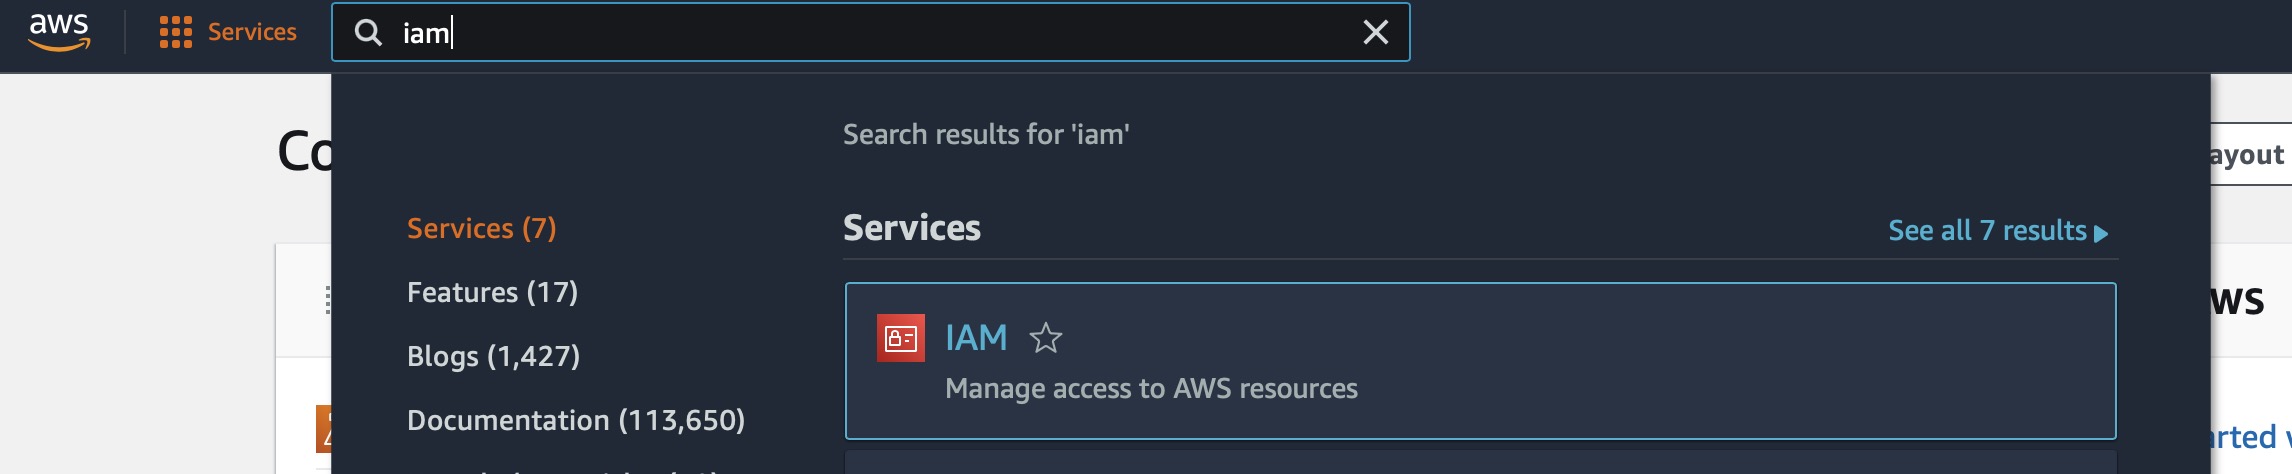 aws
Services
iam
Co
Search results for 'iam'
ayout
Services (7)
Features (17)
Blogs (1,427)
Documentation (113,650)
Services
See all 7 results
IAM
Manage access to AWS resources
ws
arted